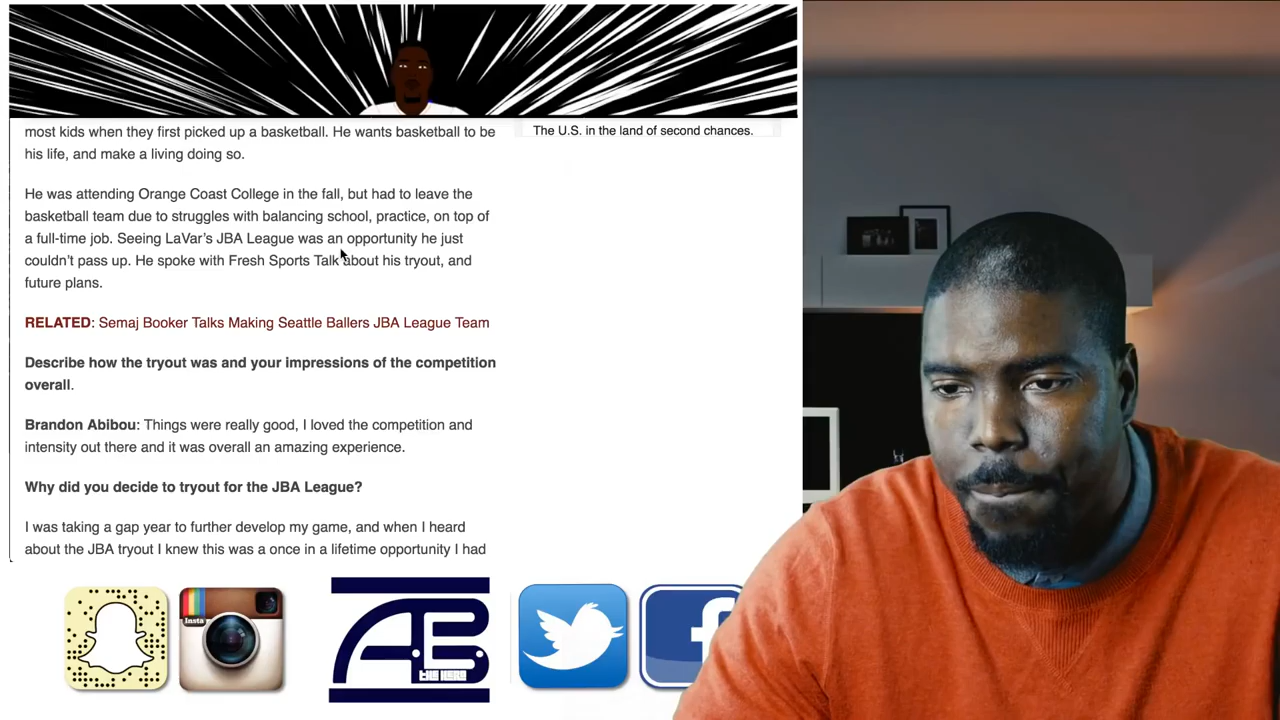 most kids when they first picked up a basketball. He wants basketball to be
his life, and make a living doing so.
He was attending Orange Coast College in the fall, but had to leave the
basketball team due to struggles with balancing school, practice, on top of
a full-time job. Seeing LaVar’s JBA League was an opportunity he just
couldn’t pass up. He spoke with Fresh Sports Talk about his tryout, and
future plans.
RELATED: Semaj Booker Talks Making Seattle Ballers JBA League Team
Describe how the tryout was and your impressions of the competition
overall.
Brandon Abibou: Things were really good, I loved the competition and
intensity out there and it was overall an amazing experience.
Why did you decide to tryout for the JBA League?
I was taking a gap year to further develop my game, and when I heard
about the JBA tryout I knew this was a once in a lifetime opportunity I had
The U.S. in the land of second chances.
Insta
AB
f